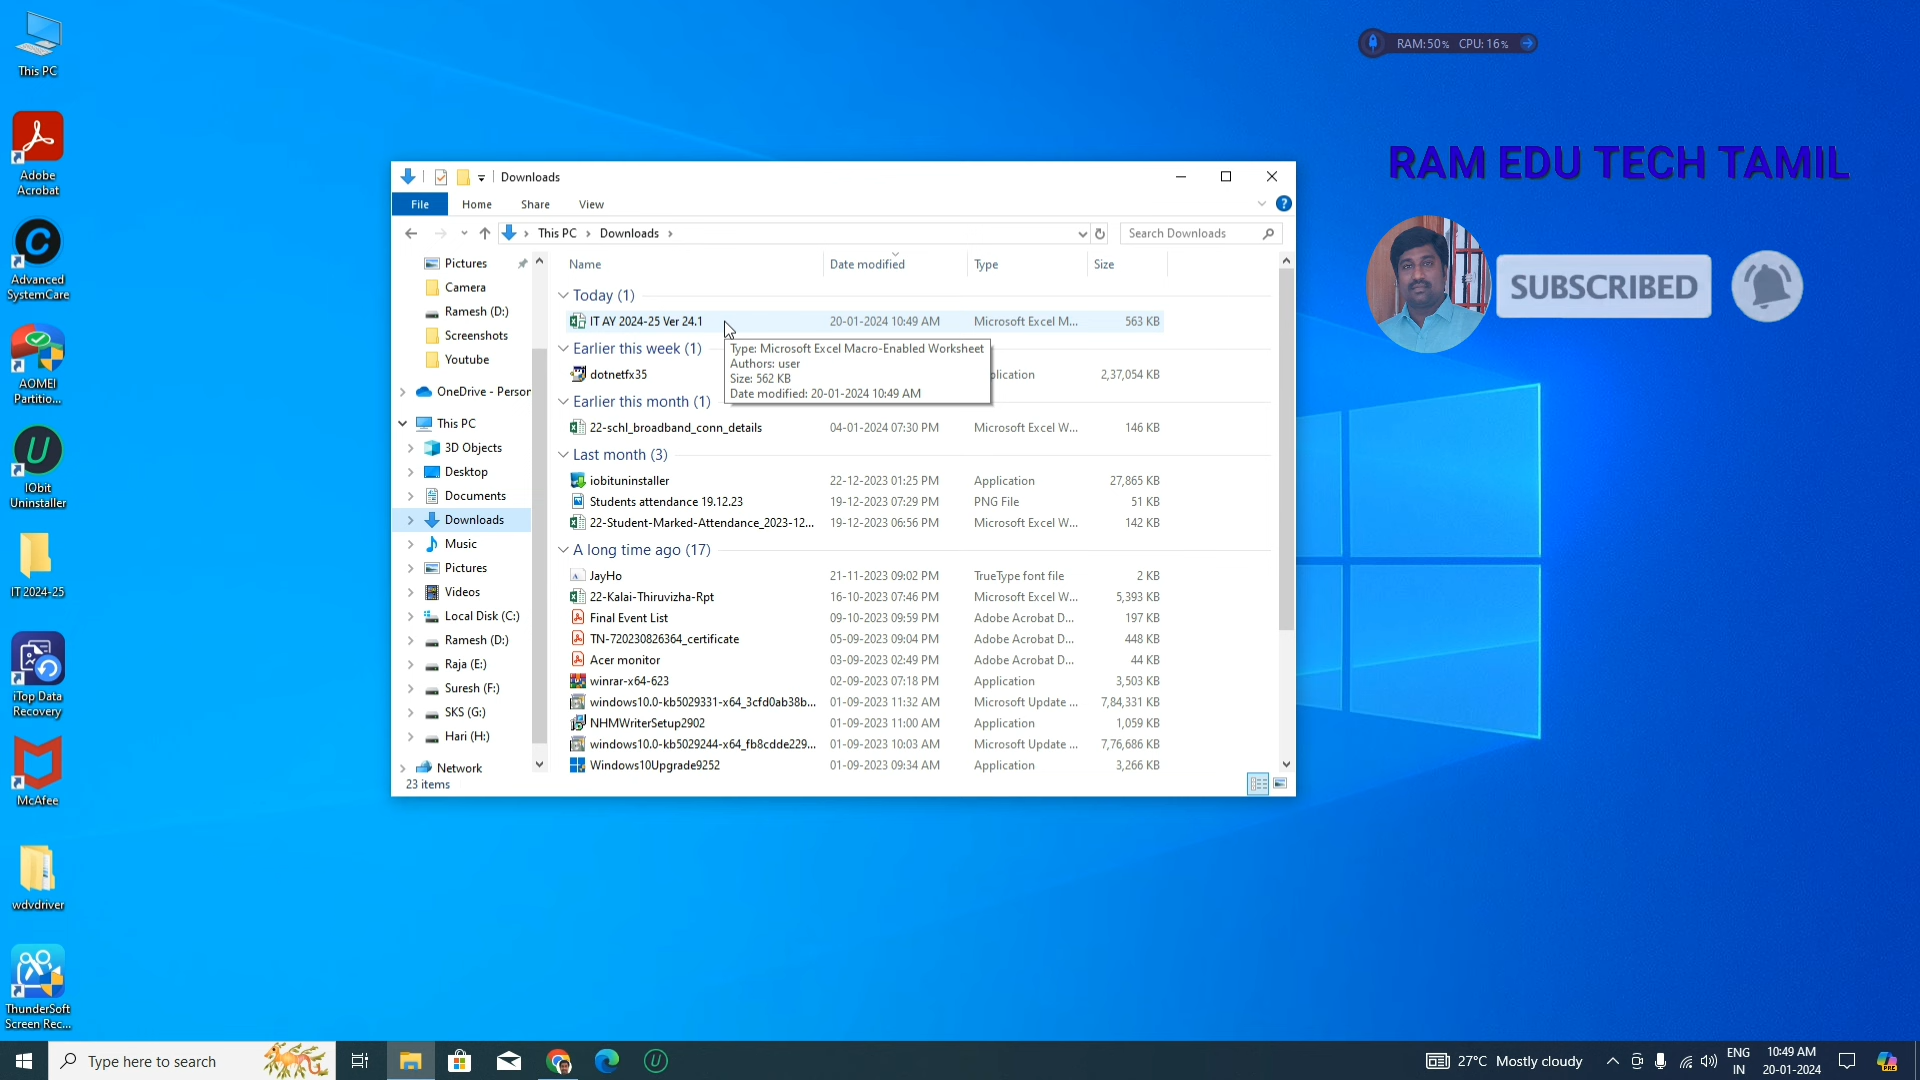 This PC
Adobe
Acrobat
Advanced
SystemCare
AOMEI
Partitio...
IObit
Uninstaller
IT 2024-25
iTop Data
Recovery
McAfee
wdvdriver
ThunderSoft
Screen Rec...
RAM:50% CPU: 16%
RAM EDU TECH TAMIL
SUBSCRIBED
Downloads
File Home Share View
This PC Downloads
Search Downloads
Pictures
Camera
Ramesh (D:)
Screenshots
Youtube
OneDrive - Person
This PC
3D Objects
Desktop
Documents
Downloads
Music
Pictures
Videos
Local Disk (C:)
Ramesh (D:)
Raja (E:)
Suresh (F:)
SKS (G:)
Hari (H:)
Network
Name Date modified Type Size
Today (1)
IT AY 2024-25 Ver 24.1 20-01-2024 10:49 AM Microsoft Excel M... 563 KB
Type: Microsoft Excel Macro-Enabled Worksheet
Authors: user
Size: 562 KB
Date modified: 20-01-2024 10:49 AM
Earlier this week (1)
dotnetfx35 plication 2,37,054 KB
Earlier this month (1)
22-schl_broadband_conn_details 04-01-2024 07:30 PM Microsoft Excel W... 146 KB
Last month (3)
iobituninstaller 22-12-2023 01:25 PM Application 27,865 KB
Students attendance 19.12.23 19-12-2023 07:29 PM PNG File 51 KB
22-Student-Marked-Attendance_2023-12... 19-12-2023 06:56 PM Microsoft Excel W... 142 KB
A long time ago (17)
JayHo 21-11-2023 09:02 PM TrueType font file 2 KB
22-Kalai-Thiruvizha-Rpt 16-10-2023 07:46 PM Microsoft Excel W... 5,393 KB
Final Event List 09-10-2023 09:59 PM Adobe Acrobat D... 197 KB
TN-720230826364_certificate 05-09-2023 09:04 PM Adobe Acrobat D... 448 KB
Acer monitor 03-09-2023 02:49 PM Adobe Acrobat D... 44 KB
winrar-x64-623 02-09-2023 07:18 PM Application 3,503 KB
windows10.0-kb5029331-x64_3cfd0ab38b... 01-09-2023 11:32 AM Microsoft Update ... 7,84,331 KB
NHMWriterSetup2902 01-09-2023 11:00 AM Application 1,059 KB
windows10.0-kb5029244-x64_fb8cdde229... 01-09-2023 10:03 AM Microsoft Update ... 7,76,686 KB
Windows10Upgrade9252 01-09-2023 09:34 AM Application 3,266 KB
23 items
Type here to search
27°C Mostly cloudy
ENG
IN
10:49 AM
20-01-2024